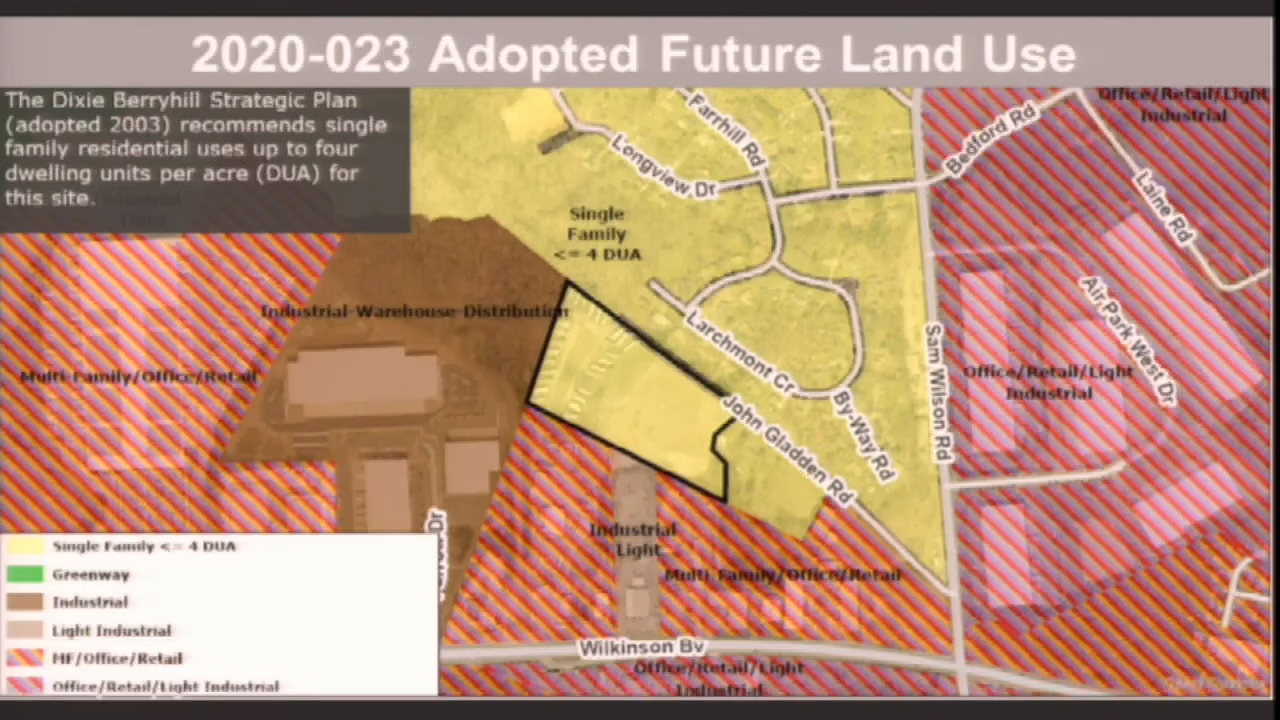 2020-023 Adopted Future Land Use
The Dixie Berryhill Strategic Plan
(adopted 2003) recommends single
family residential uses up to four
dwelling units per acre (DUA) for
this site.
Office/Retail/Light
Industrial
Farrhill Rd
Longview Dr
Bedford Rd
Laine Rd
Single
Family
<= 4 DUA
Industrial-Warehouse-Distribution
Larchmont Cr
Sam Wilson Rd
Air Park West Dr
Multi-Family/Office/Retail
Office/Retail/Light
Industrial
John Gladden Rd
By-Way Rd
Industrial
Light
Multi-Family/Office/Retail
Wilkinson Bv
Office/Retail/Light
Industrial
Single Family <= 4 DUA
Greenway
Industrial
Light Industrial
MF/Office/Retail
Office/Retail/Light Industrial